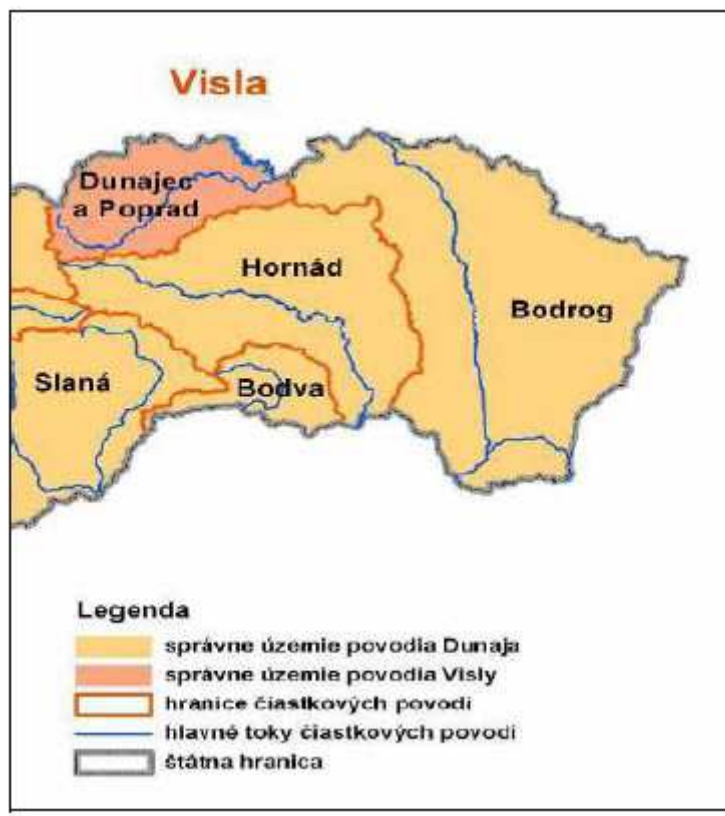 Visla
Dunajec
a Poprad
Hornád
Bodrog
Slaná
Bodva
Legenda
správne územie povodia Dunaja
správne územie povodia Visly
hranice čiastkových povodí
hlavné toky čiastkových povodí
štátna hranica